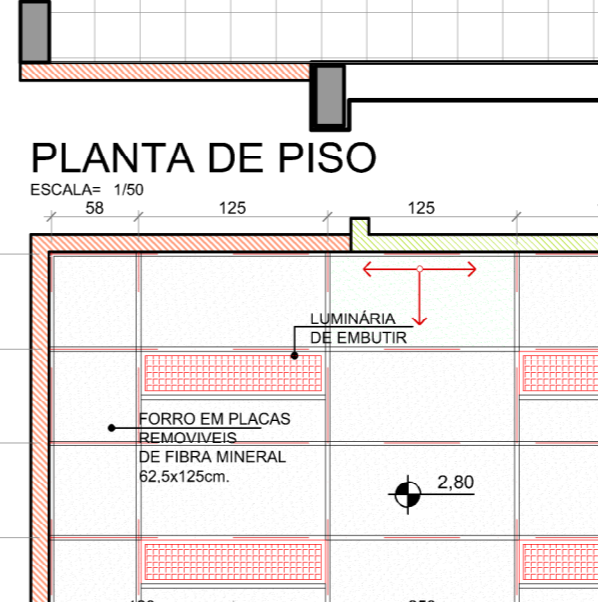 PLANTA DE PISO
ESCALA= 1/50
58 125 125
LUMINÁRIA
DE EMBUTIR
FORRO EM PLACAS
REMOVIVEIS
DE FIBRA MINERAL
62,5x125cm.
2,80